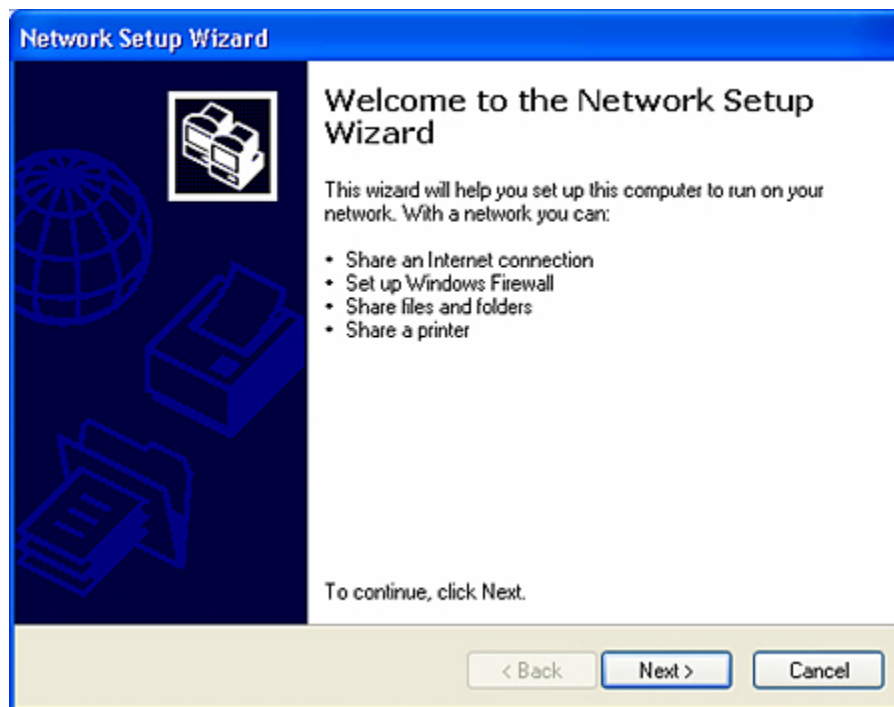 Network Setup Wizard
Welcome to the Network Setup
Wizard
This wizard will help you set up this computer to run on your
network. With a network you can:
• Share an Internet connection
• Set up Windows Firewall
• Share files and folders
• Share a printer
To continue, click Next.
< Back Next > Cancel